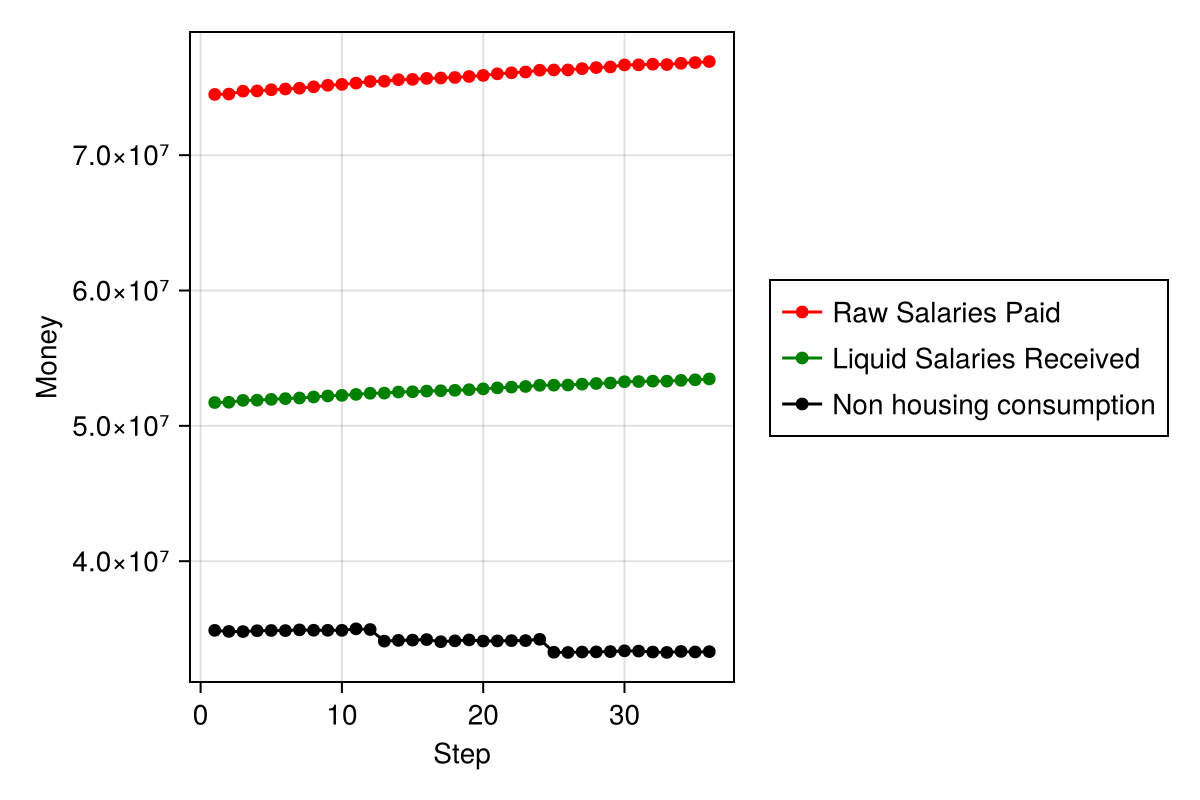 Money
7.0×10⁷
6.0×10⁷
5.0×10⁷
4.0×10⁷
0 10 20 30
Step
Raw Salaries Paid
Liquid Salaries Received
Non housing consumption